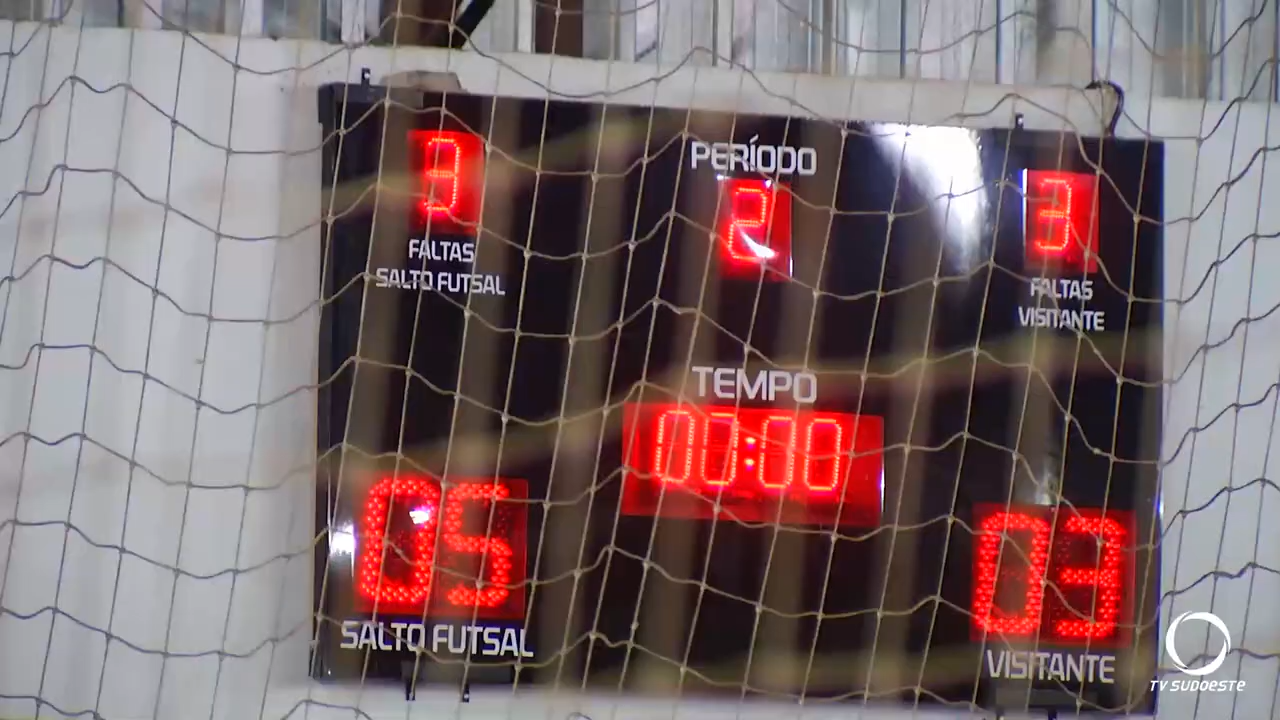 3
FALTAS
SALTO FUTSAL
PERÍODO
2
3
FALTAS
VISITANTE
TEMPO
00:00
05
SALTO FUTSAL
03
VISITANTE
TV SUDOESTE